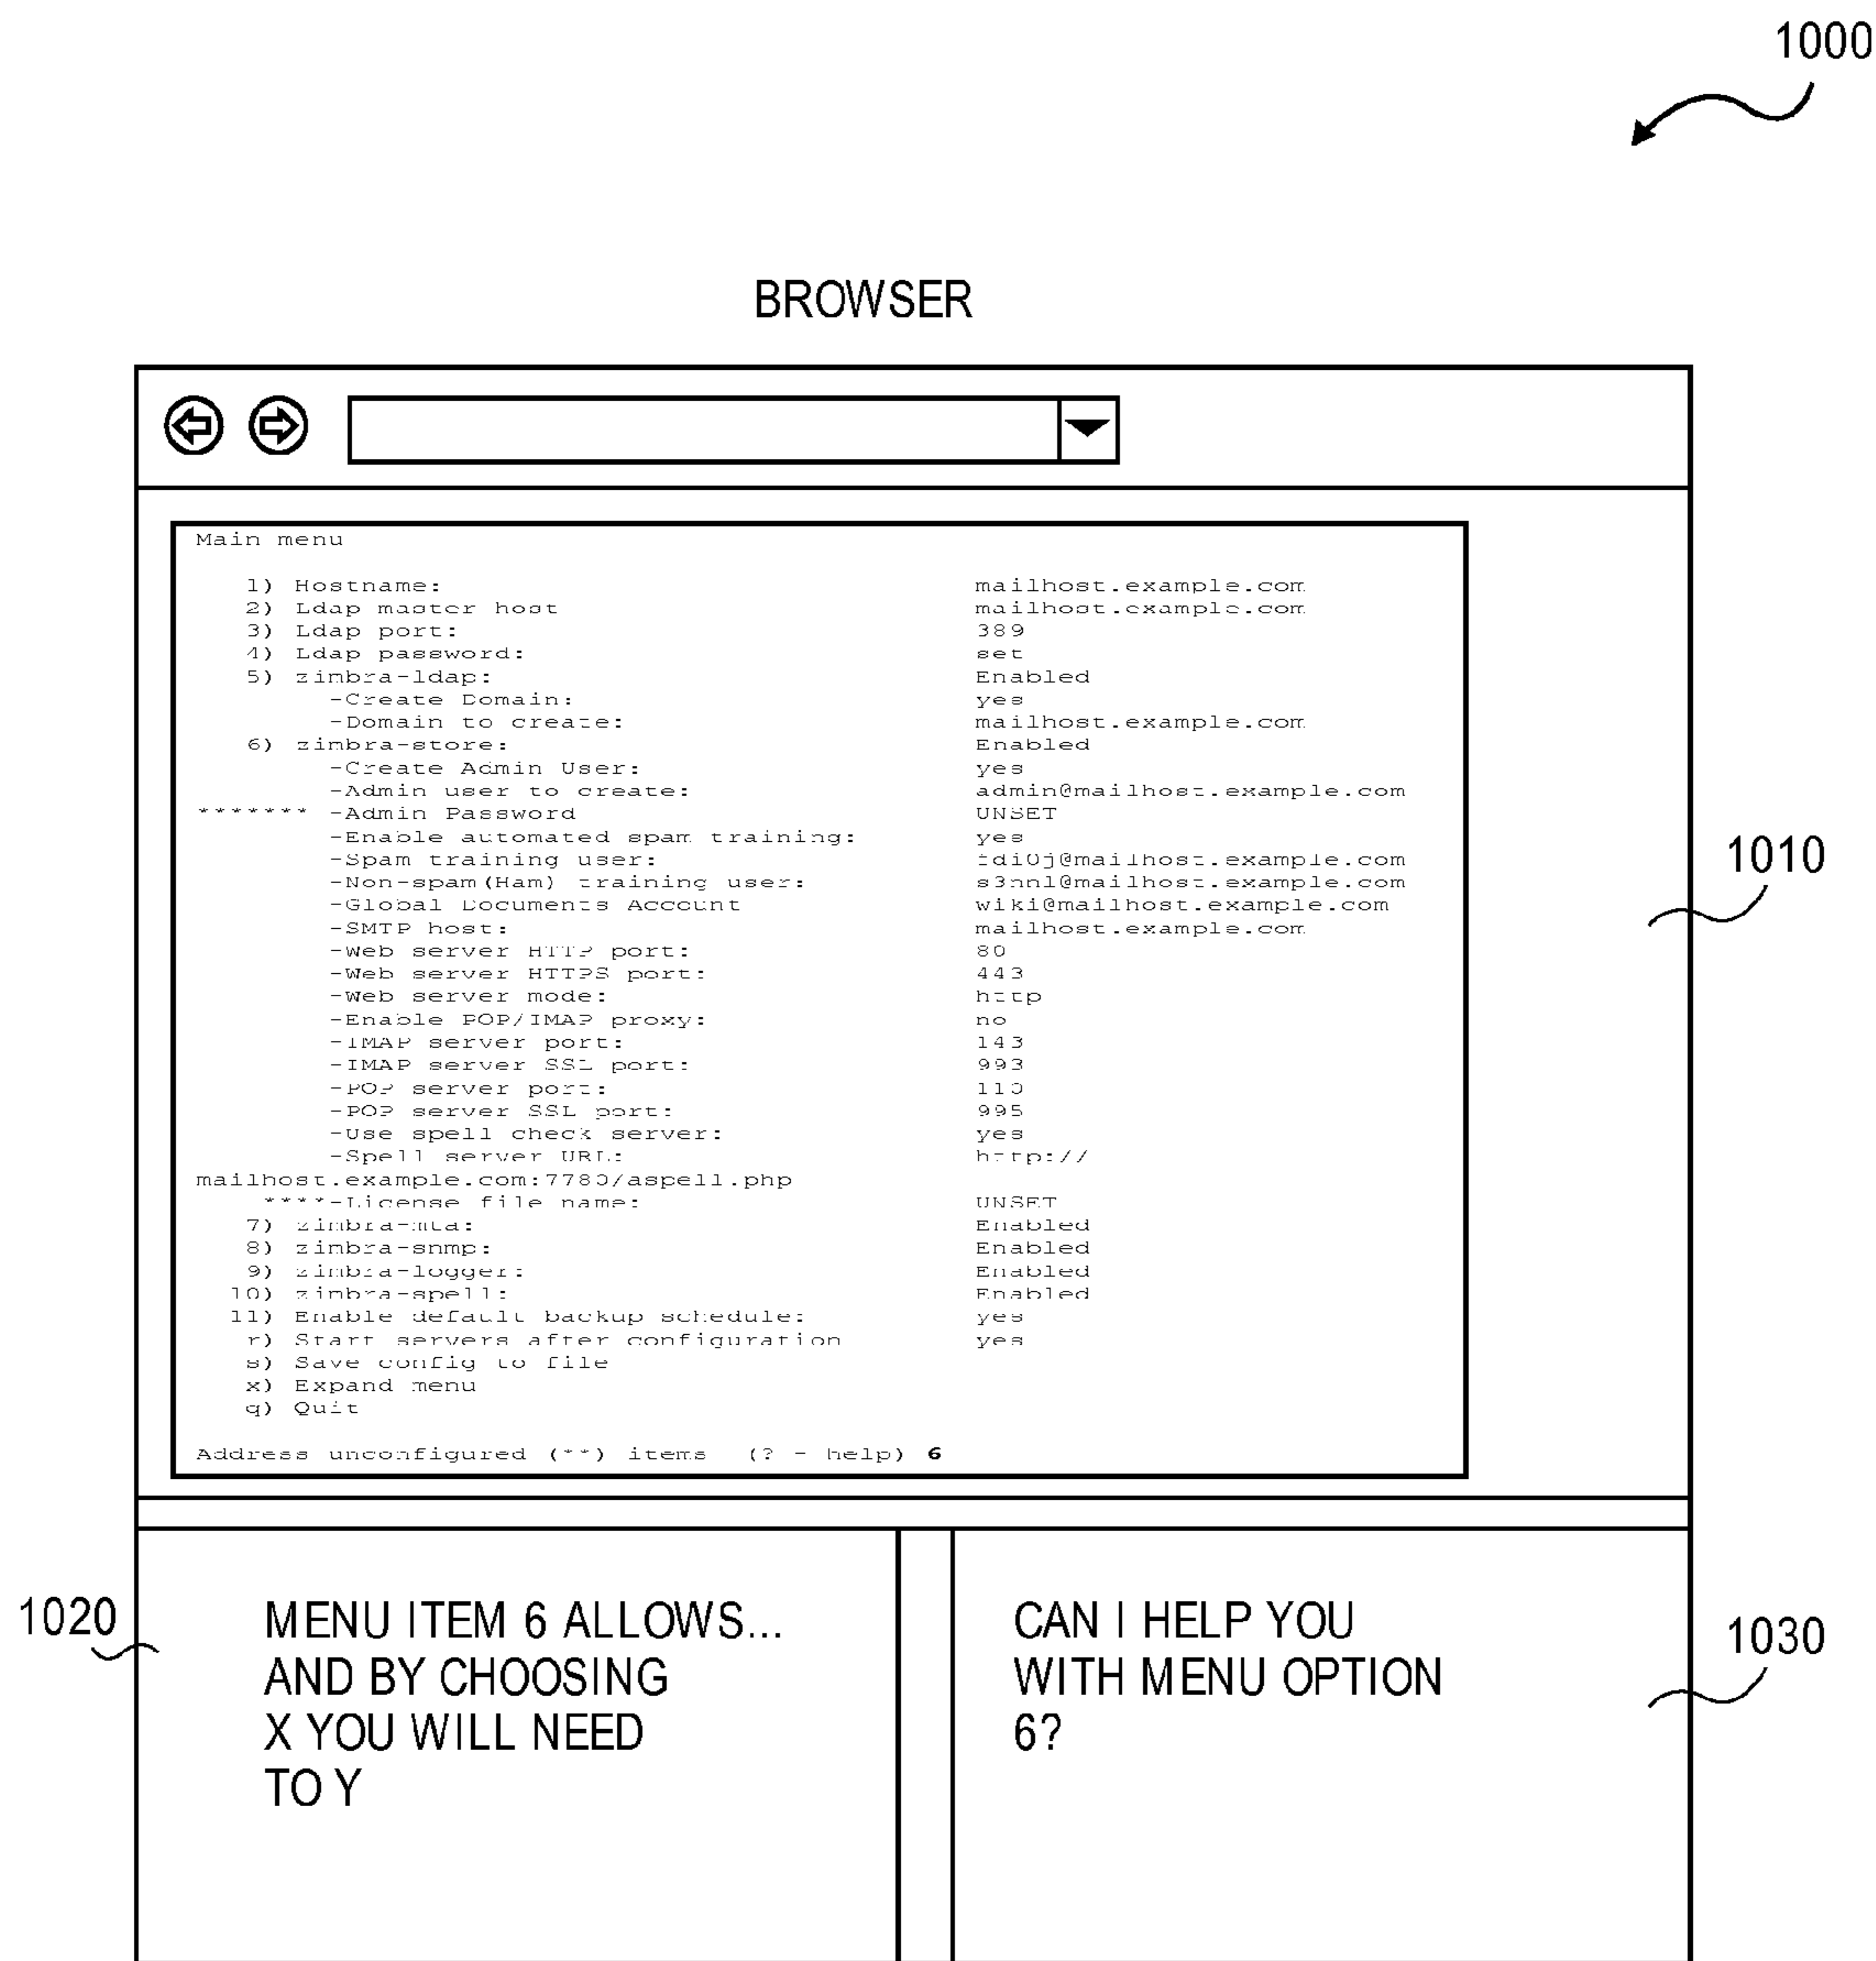 1000
BROWSER
Main menu
1) Hostname: mailhost.example.com
2) Ldap master host mailhost.example.com
3) Ldap port: 389
4) Ldap password: set
5) zimbra-ldap: Enabled
-Create Domain: yes
-Domain to create: mailhost.example.com
6) zimbra-store: Enabled
-Create Admin User: yes
-Admin user to create: admin@mailhost.example.com
******* -Admin Password UNSET
-Enable automated spam training: yes
-Spam training user: @mailhost.example.com
-Non-spam(Ham) training user: @mailhost.example.com
-Global Documents Account wiki@mailhost.example.com
-SMTP host: mailhost.example.com
-Web server HTTP port: 80
-Web server HTTPS port: 443
-Web server mode: http
-Enable POP/IMAP proxy: no
-IMAP server port: 143
-IMAP server SSL port: 993
-POP server port: 110
-POP server SSL port: 995
-Use spell check server: yes
-Spell server URL: http://
mailhost.example.com:7780/aspell.php
****-License file name: UNSET
7) zimbra-mta: Enabled
8) zimbra-snmp: Enabled
9) zimbra-logger: Enabled
10) zimbra-spell: Enabled
11) Enable default backup schedule: yes
r) Start servers after configuration yes
s) Save config to file
x) Expand menu
q) Quit
Address unconfigured (**) items (? - help) 6
1010
1020
MENU ITEM 6 ALLOWS...
AND BY CHOOSING
X YOU WILL NEED
TO Y
CAN I HELP YOU
WITH MENU OPTION
6?
1030